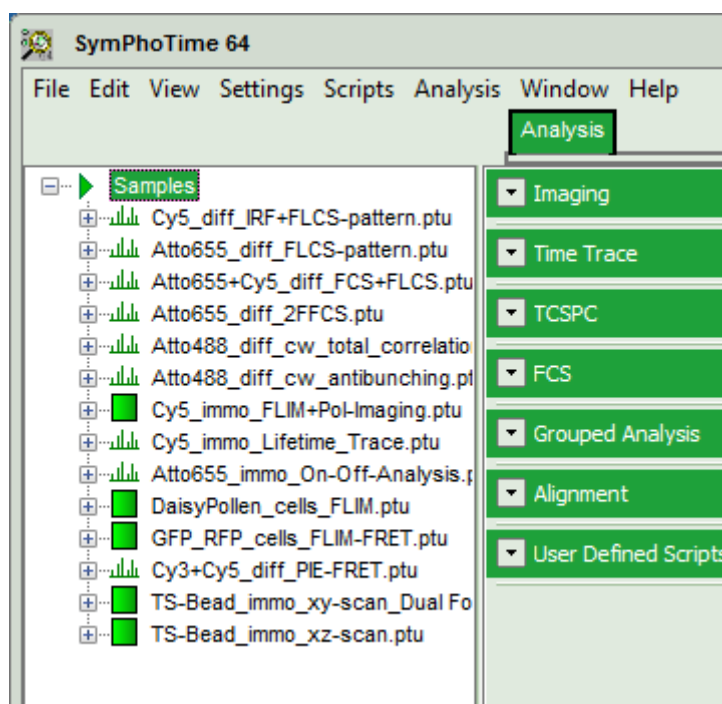 SymPhoTime 64
File Edit View Settings Scripts Analysis Window Help
Analysis
Samples
Cy5_diff_IRF+FLCS-pattern.ptu
Atto655_diff_FLCS-pattern.ptu
Atto655+Cy5_diff_FCS+FLCS.ptu
Atto655_diff_2FFCS.ptu
Atto488_diff_cw_total_correlatio
Atto488_diff_cw_antibunching.pt
Cy5_immo_FLIM+Pol-Imaging.ptu
Cy5_immo_Lifetime_Trace.ptu
Atto655_immo_On-Off-Analysis.p
DaisyPollen_cells_FLIM.ptu
GFP_RFP_cells_FLIM-FRET.ptu
Cy3+Cy5_diff_PIE-FRET.ptu
TS-Bead_immo_xy-scan_Dual Fo
TS-Bead_immo_xz-scan.ptu
Imaging
Time Trace
TCSPC
FCS
Grouped Analysis
Alignment
User Defined Scripts